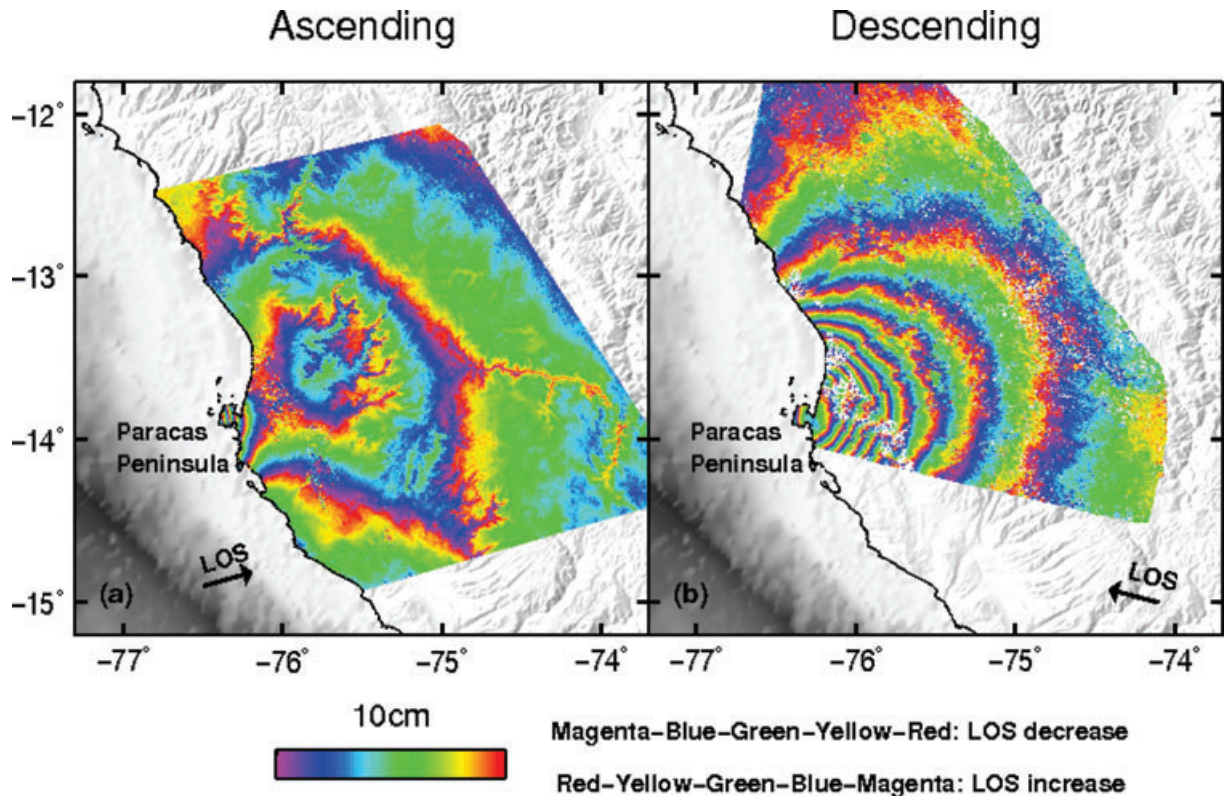 Ascending
Descending
−12°
−13°
−14°
−15°
Paracas
Peninsula
LOS
(a)
Paracas
Peninsula
LOS
(b)
−77° −76° −75° −74°
−77° −76° −75° −74°
10cm
Magenta−Blue−Green−Yellow−Red: LOS decrease
Red−Yellow−Green−Blue−Magenta: LOS increase